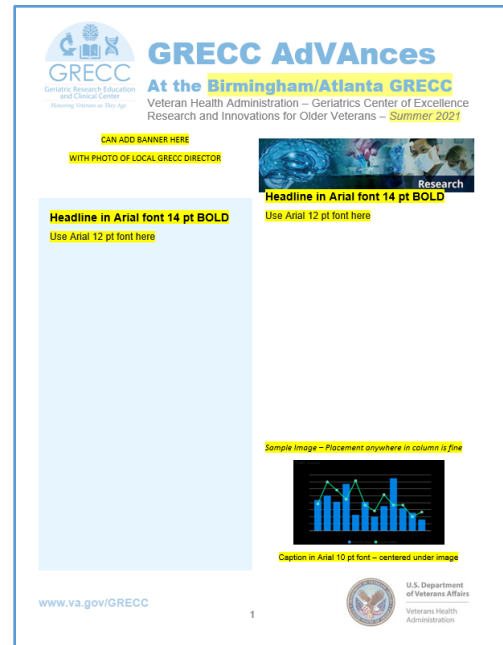 GRECC
Geriatric Research Education
and Clinical Center
Honoring Veterans as They Age
GRECC AdVAnces
At the Birmingham/Atlanta GRECC
Veteran Health Administration – Geriatrics Center of Excellence
Research and Innovations for Older Veterans – Summer 2021
CAN ADD BANNER HERE
WITH PHOTO OF LOCAL GRECC DIRECTOR
Headline in Arial font 14 pt BOLD
Use Arial 12 pt font here
Research
Headline in Arial font 14 pt BOLD
Use Arial 12 pt font here
Sample Image – Placement anywhere in column is fine
Caption in Arial 10 pt font – centered under image
www.va.gov/GRECC
1
U.S. Department
of Veterans Affairs
Veterans Health
Administration